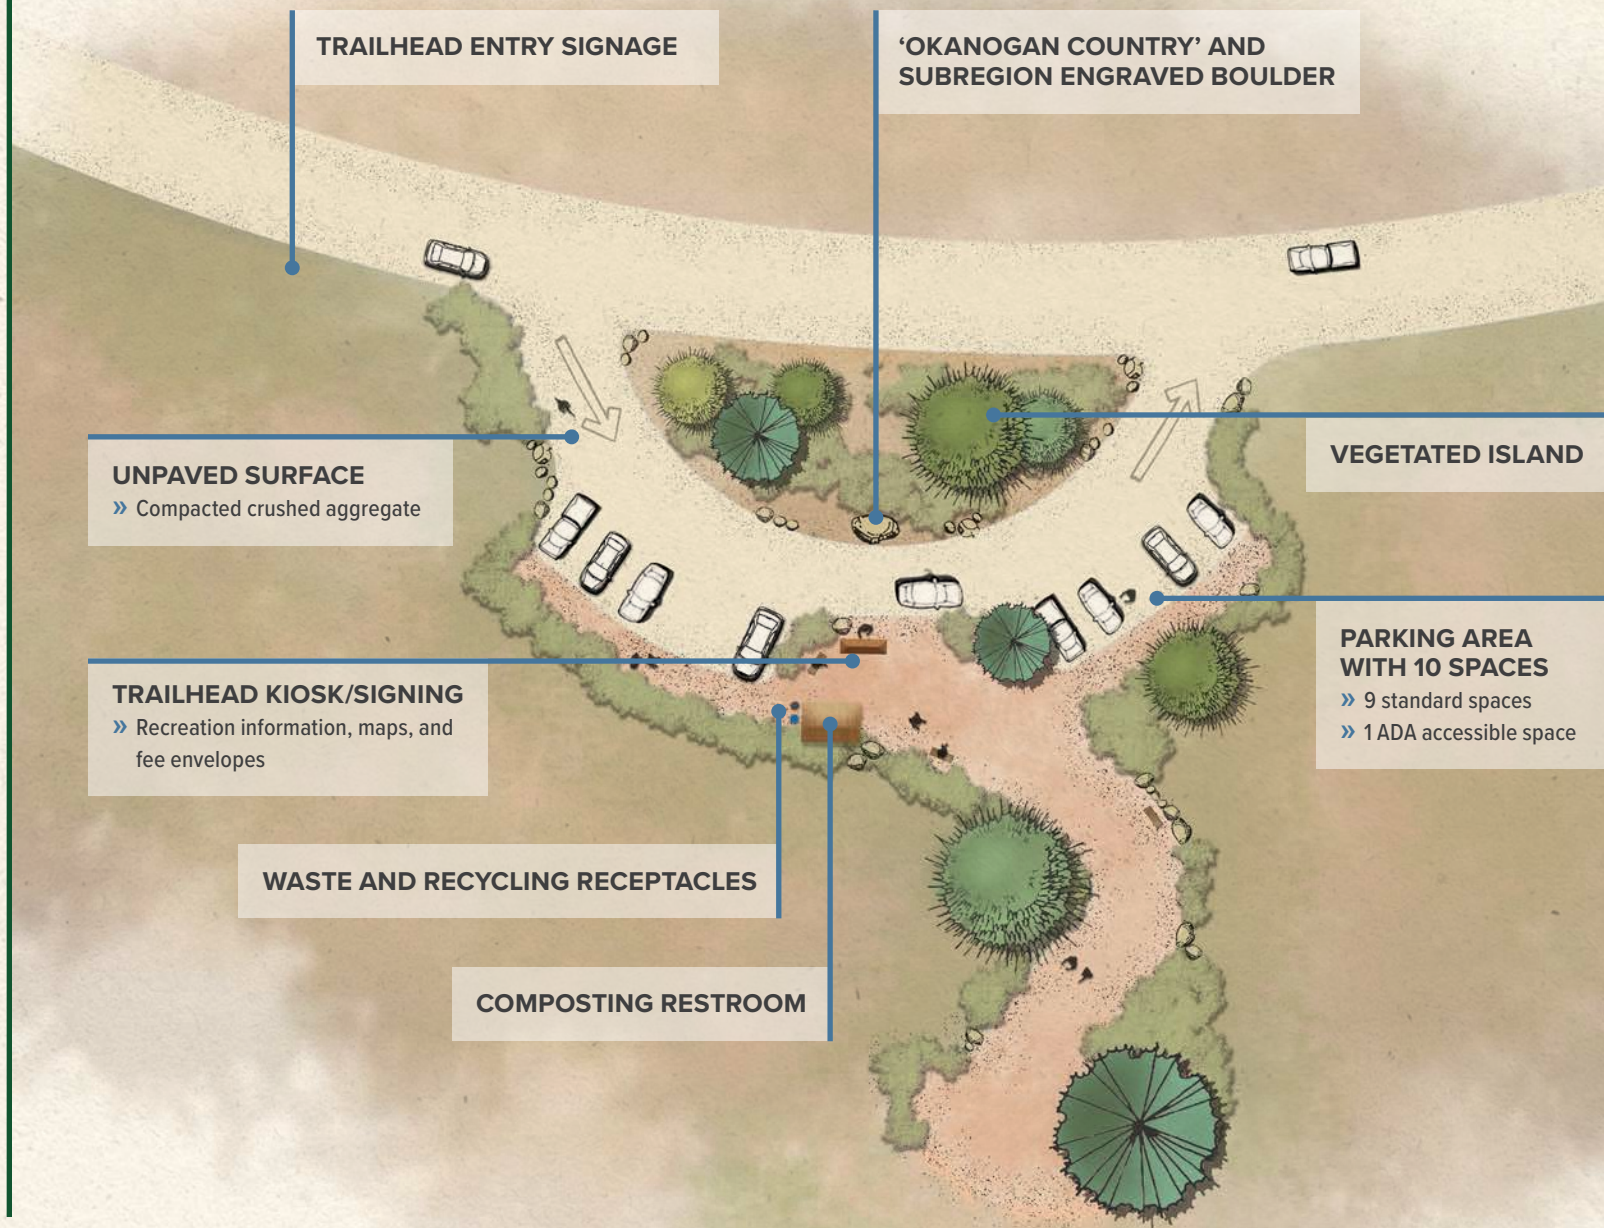 TRAILHEAD ENTRY SIGNAGE
‘OKANOGAN COUNTRY’ AND
SUBREGION ENGRAVED BOULDER
UNPAVED SURFACE
» Compacted crushed aggregate
VEGETATED ISLAND
TRAILHEAD KIOSK/SIGNING
» Recreation information, maps, and
fee envelopes
PARKING AREA
WITH 10 SPACES
» 9 standard spaces
» 1 ADA accessible space
WASTE AND RECYCLING RECEPTACLES
COMPOSTING RESTROOM